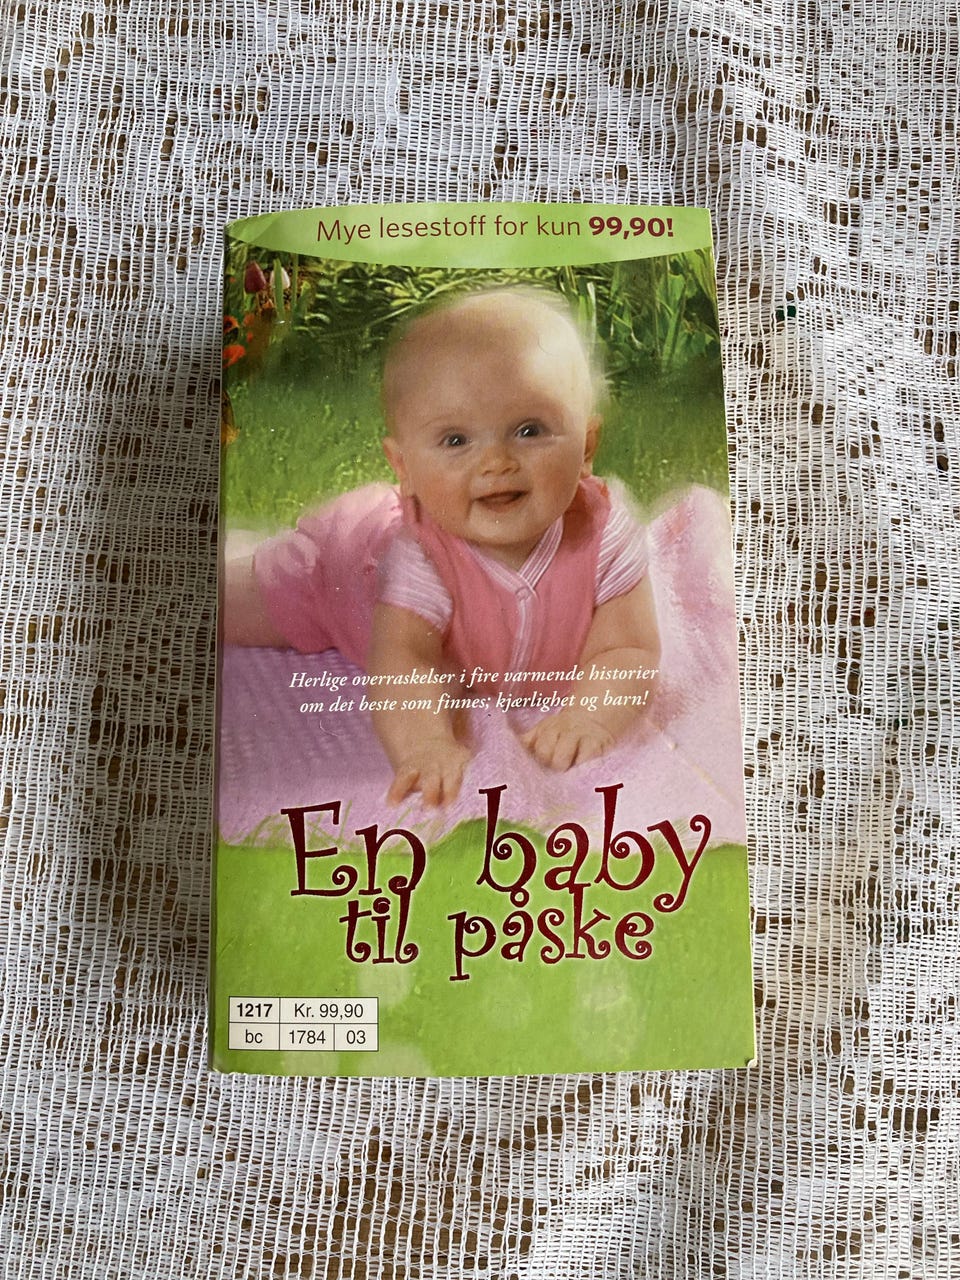 Mye lesestoff for kun 99,90!
Herlige overraskelser i fire varmende historier
om det beste som finnes; kjærlighet og barn!
En baby
til påske
1217 Kr. 99,90
bc 1784 03